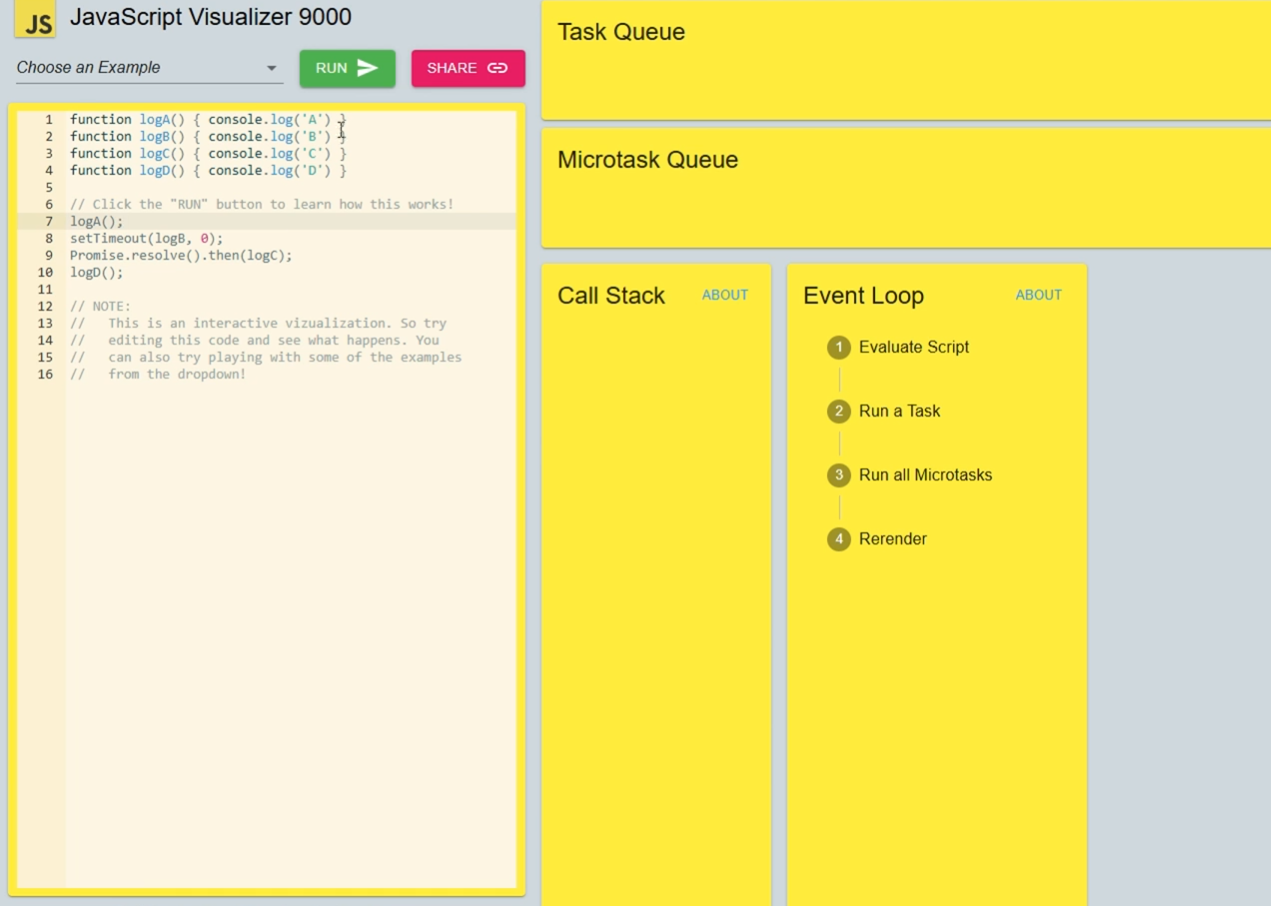 JS JavaScript Visualizer 9000
Choose an Example RUN SHARE
1 function logA() { console.log('A') }
2 function logB() { console.log('B') }
3 function logC() { console.log('C') }
4 function logD() { console.log('D') }
5
6 // Click the "RUN" button to learn how this works!
7 logA();
8 setTimeout(logB, 0);
9 Promise.resolve().then(logC);
10 logD();
11
12 // NOTE:
13 //   This is an interactive vizualization. So try
14 //   editing this code and see what happens. You
15 //   can also try playing with some of the examples
16 //   from the dropdown!
Task Queue
Microtask Queue
Call Stack ABOUT
Event Loop ABOUT
1 Evaluate Script
2 Run a Task
3 Run all Microtasks
4 Rerender